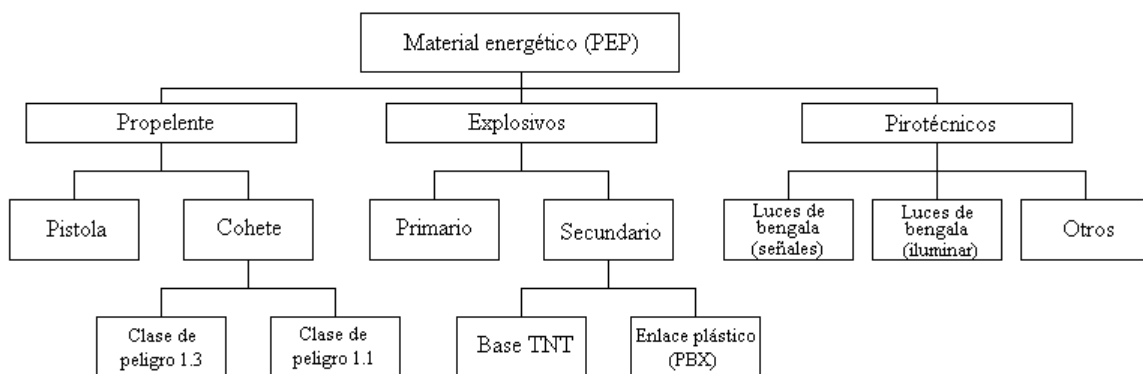 Material energético (PEP)
Propelente
Explosivos
Pirotécnicos
Pistola
Cohete
Primario
Secundario
Luces de
bengala
(señales)
Luces de
bengala
(iluminar)
Otros
Clase de
peligro 1.3
Clase de
peligro 1.1
Base TNT
Enlace plástico
(PBX)